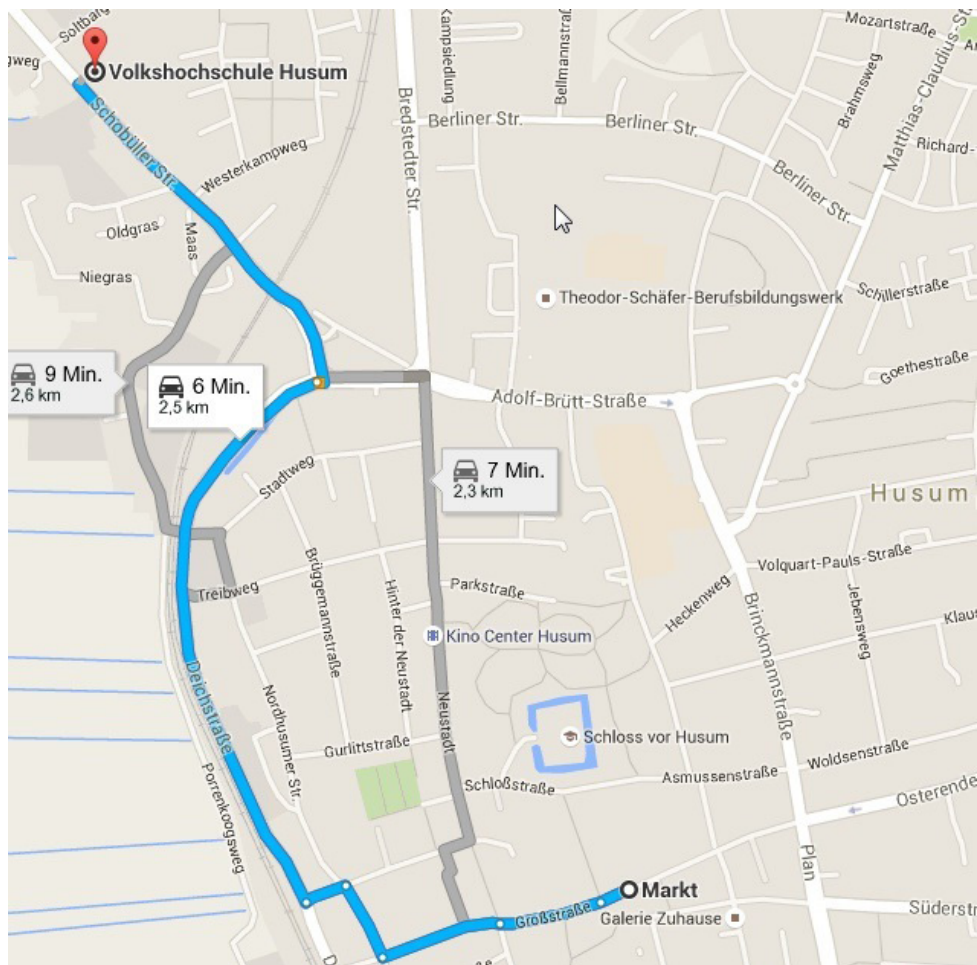 Soltbarg
Mozartstraße
Kampsiedlung
Bellmannstraß
Volkshochschule Husum
Bredstedter Str.
Brahmsweg
Matthias-Claudius-St
Schobüller Str.
Berliner Str.
Berliner Str.
Berliner Str.
Richard-
Westerkampweg
Oldgras
Maas
Niegras
Theodor-Schäfer-Berufsbildungswerk
Schillerstraße
Goethestraße
9 Min.
2,6 km
6 Min.
2,5 km
Adolf-Brütt-Straße
7 Min.
2,3 km
Stadtweg
Husum
Volquart-Pauls-Straße
Treibweg
Brüggemannstraße
Hinter der Neustadt
Parkstraße
Heckenweg
Brinckmannstraße
Jebensweg
Klaus
Kino Center Husum
Deichstraße
Nordhusumer Str.
Neustadt
Gurlittstraße
Schloss vor Husum
Porrenkoogsweg
Schloßstraße
Asmussenstraße
Woldsenstraße
Osterende
Plan
Markt
Großstraße
Galerie Zuhause
Süderstr